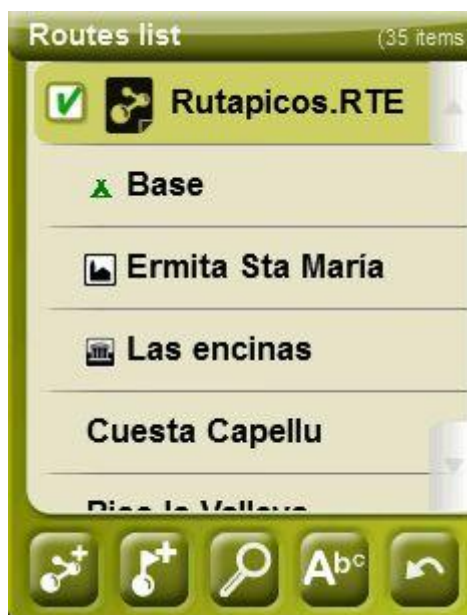 Routes list
(35 items
Rutapicos.RTE
Base
Ermita Sta María
Las encinas
Cuesta Capellu
Abc